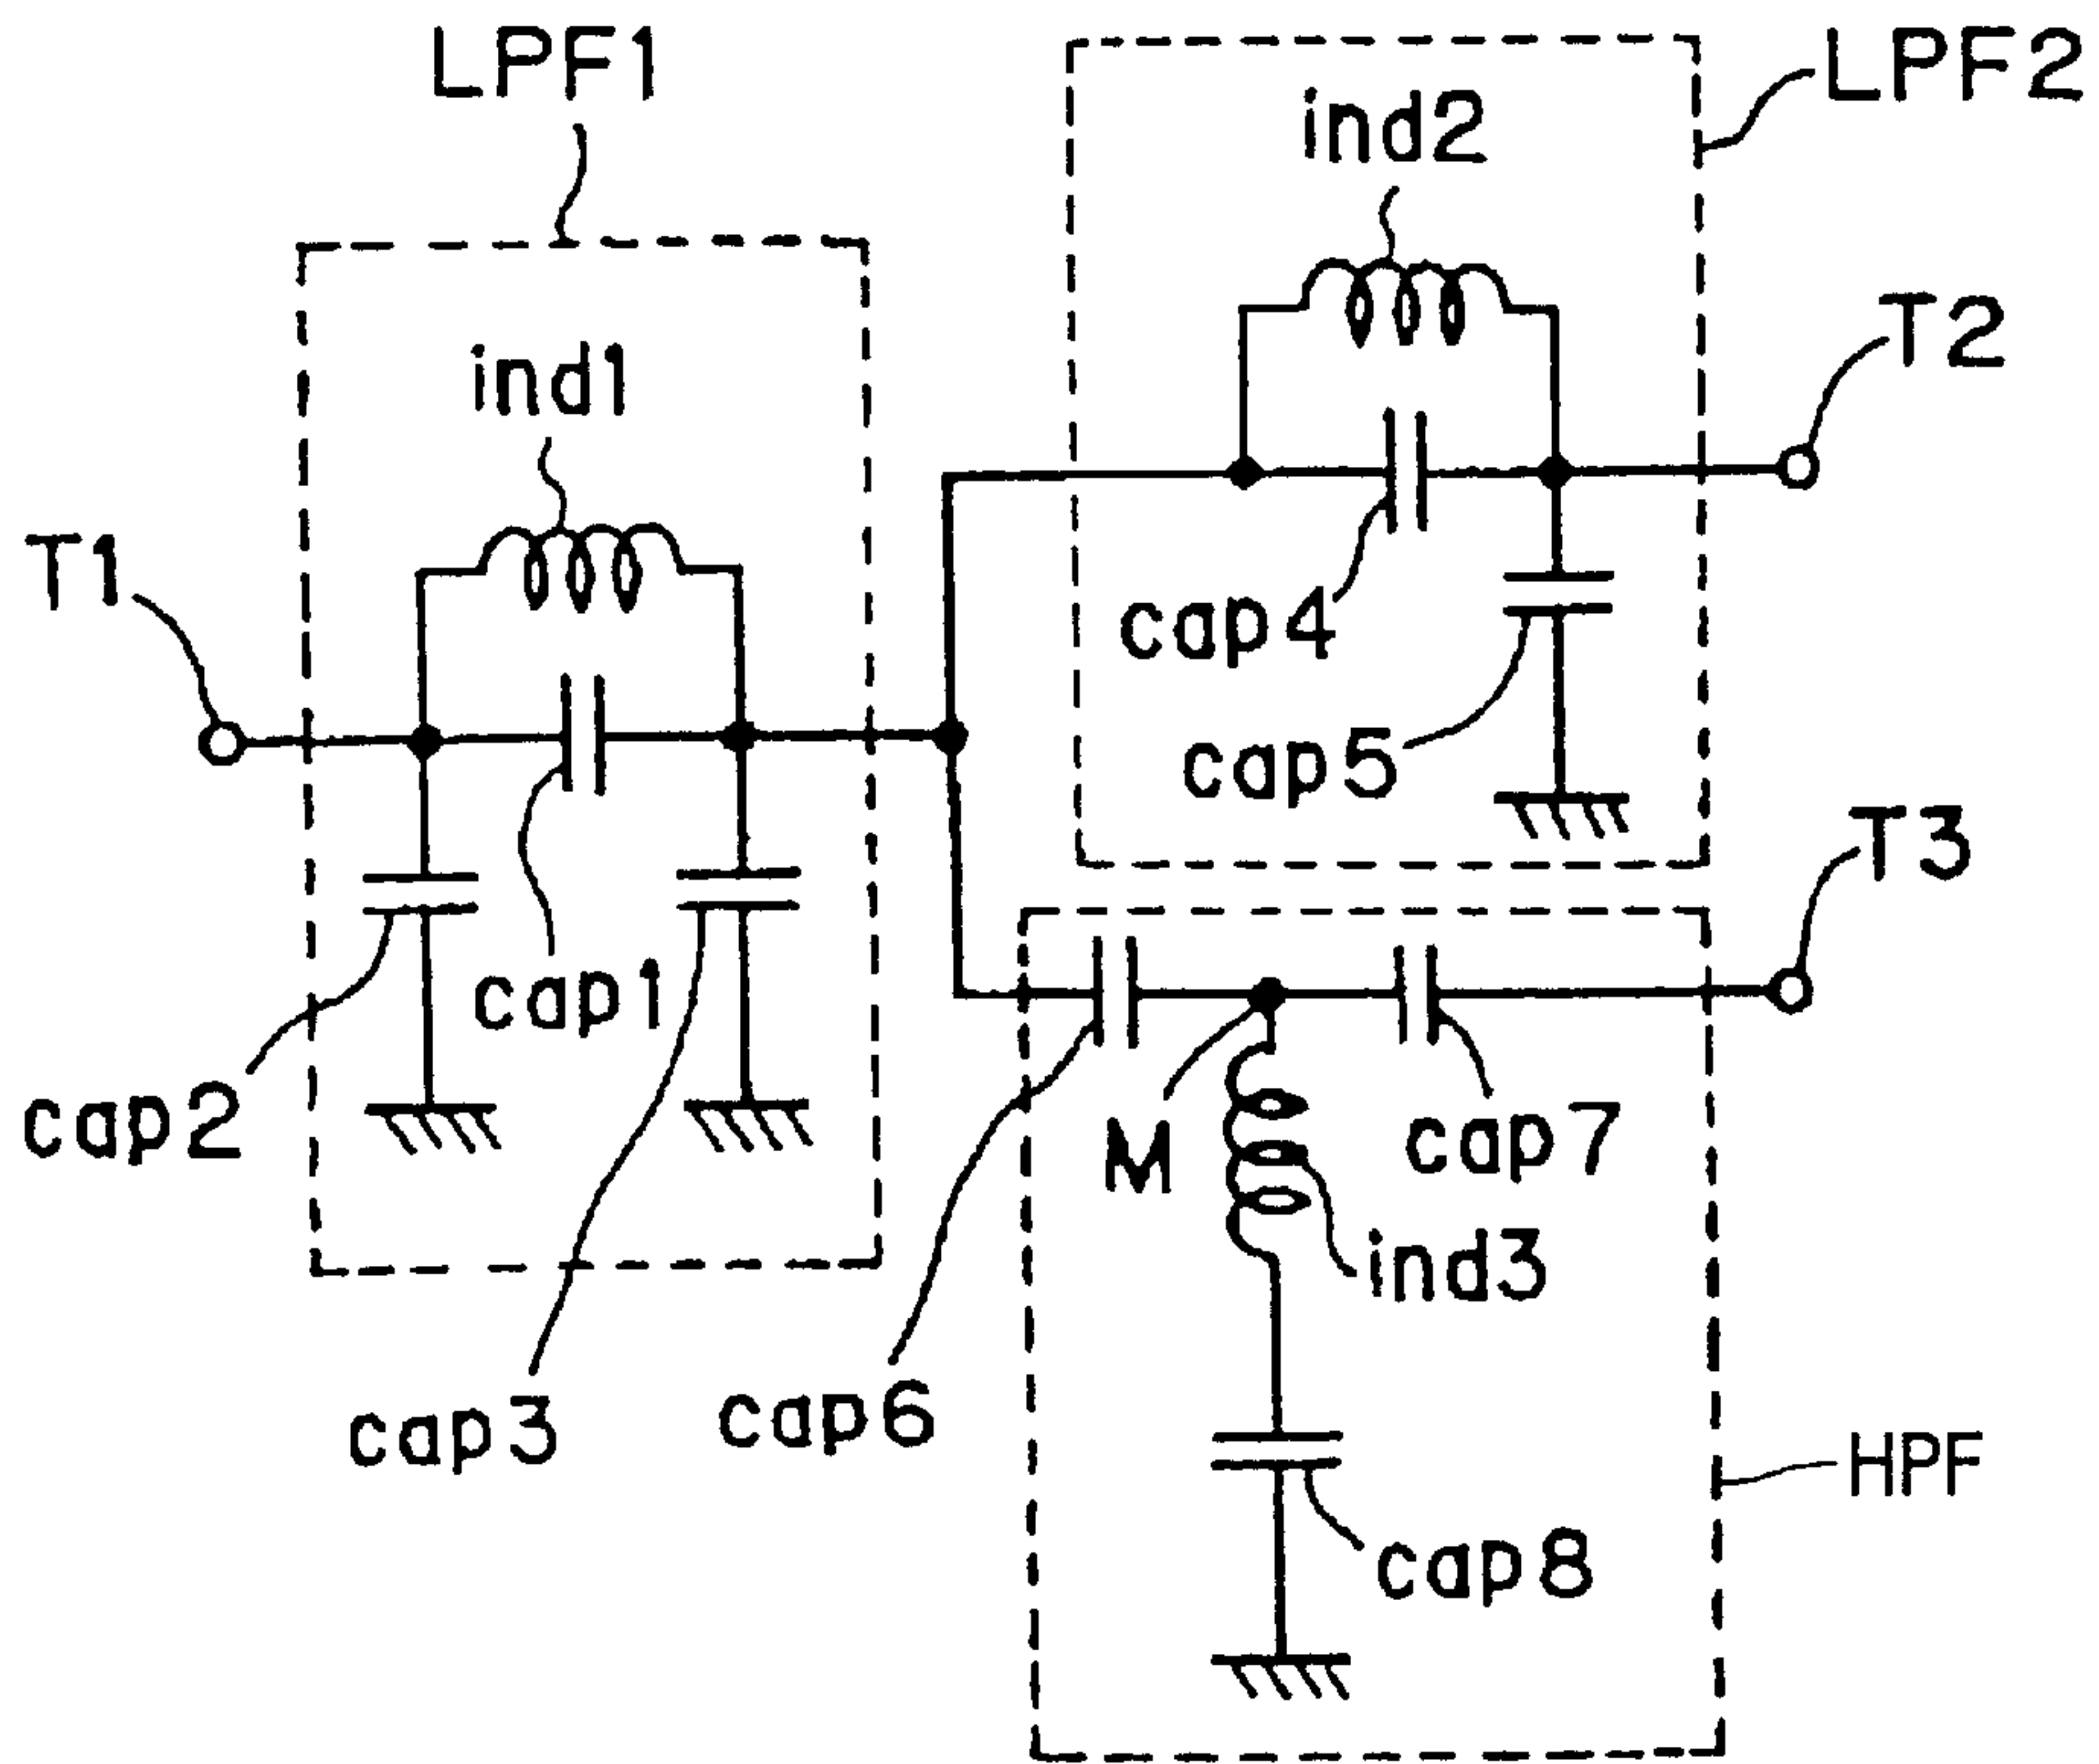 LPF1
LPF2
ind2
T2
ind1
T1
cap4
cap5
T3
cap1
cap2
M
cap7
ind3
cap3
cap6
HPF
cap8